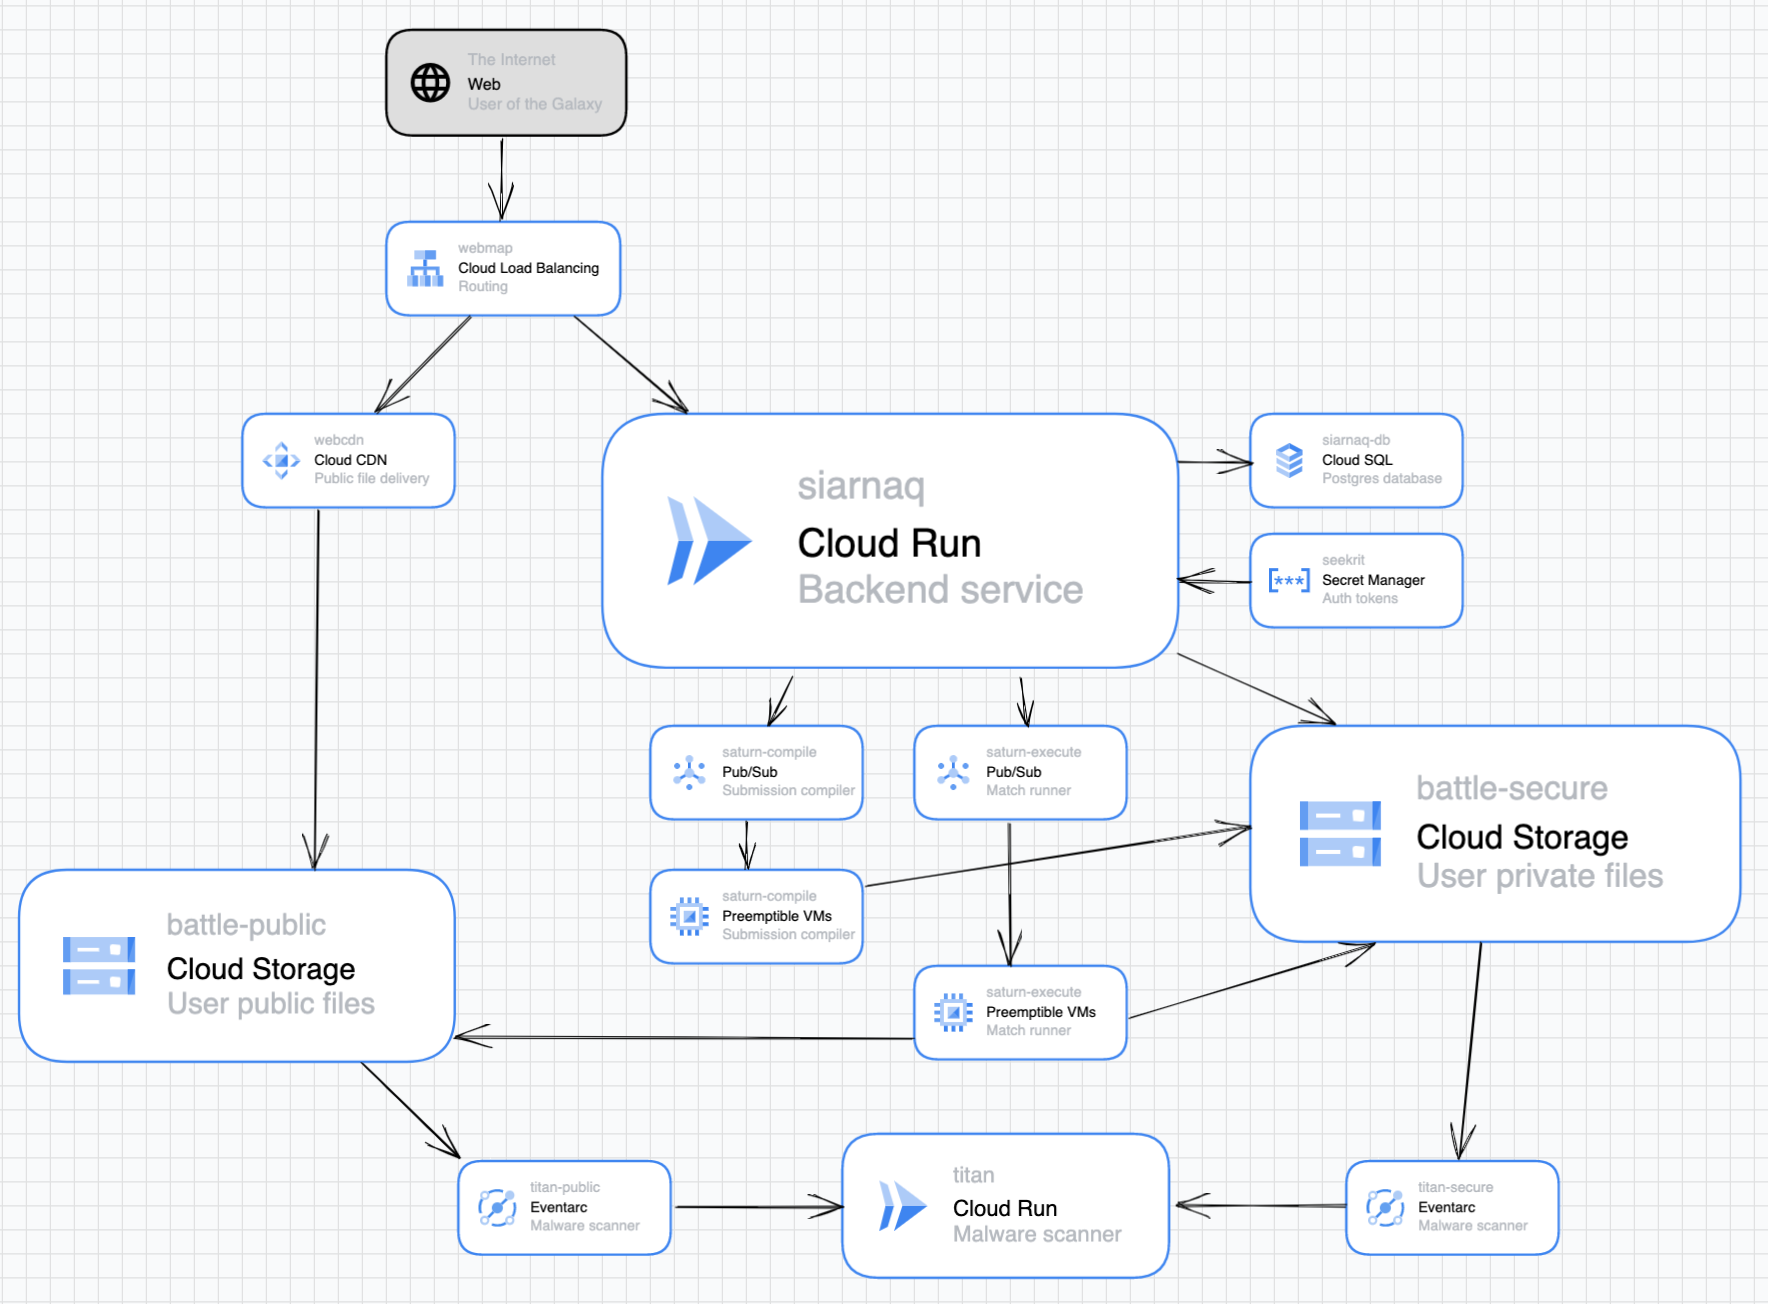 The Internet
Web
User of the Galaxy
webmap
Cloud Load Balancing
Routing
webcdn
Cloud CDN
Public file delivery
siarnaq
Cloud Run
Backend service
siarnaq-db
Cloud SQL
Postgres database
[***]
seekrit
Secret Manager
Auth tokens
saturn-compile
Pub/Sub
Submission compiler
saturn-execute
Pub/Sub
Match runner
battle-secure
Cloud Storage
User private files
saturn-compile
Preemptible VMs
Submission compiler
battle-public
Cloud Storage
User public files
saturn-execute
Preemptible VMs
Match runner
titan-public
Eventarc
Malware scanner
titan
Cloud Run
Malware scanner
titan-secure
Eventarc
Malware scanner